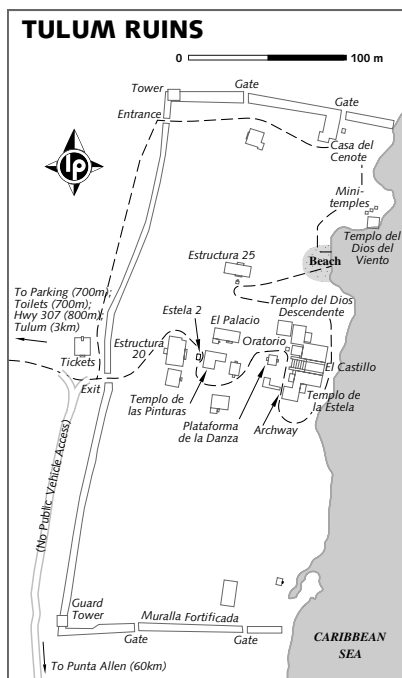 TULUM RUINS
0
100 m
Tower
Gate
Gate
Entrance
lp
Casa del
Cenote
Mini-
temples
Templo del
Dios del
Viento
Beach
Estructura 25
To Parking (700m);
Toilets (700m);
Hwy 307 (800m);
Tulum (3km)
Templo del Dios
Descendente
Estela 2
El Palacio
Estructura
20
Oratorio
Tickets
El Castillo
Exit
Templo de
las Pinturas
Templo de
la Estela
Plataforma
de la Danza
Archway
(No Public Vehicle Access)
Guard
Tower
Muralla Fortificada
Gate
Gate
CARIBBEAN
SEA
To Punta Allen (60km)